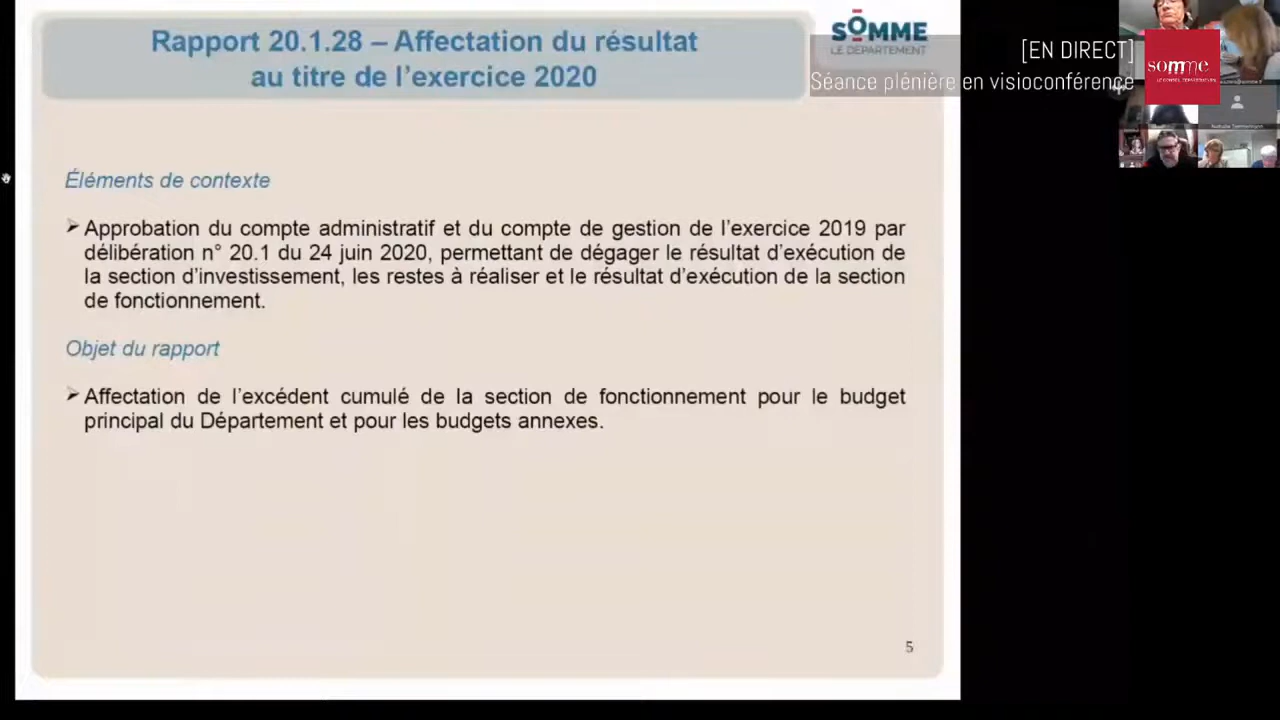 Rapport 20.1.28 – Affectation du résultat
au titre de l'exercice 2020
SOMME
LE DÉPARTEMENT
[EN DIRECT]
Séance plénière en visioconférence
somme
Éléments de contexte
➢ Approbation du compte administratif et du compte de gestion de l'exercice 2019 par
délibération n° 20.1 du 24 juin 2020, permettant de dégager le résultat d'exécution de
la section d'investissement, les restes à réaliser et le résultat d'exécution de la section
de fonctionnement.
Objet du rapport
➢ Affectation de l'excédent cumulé de la section de fonctionnement pour le budget
principal du Département et pour les budgets annexes.
5